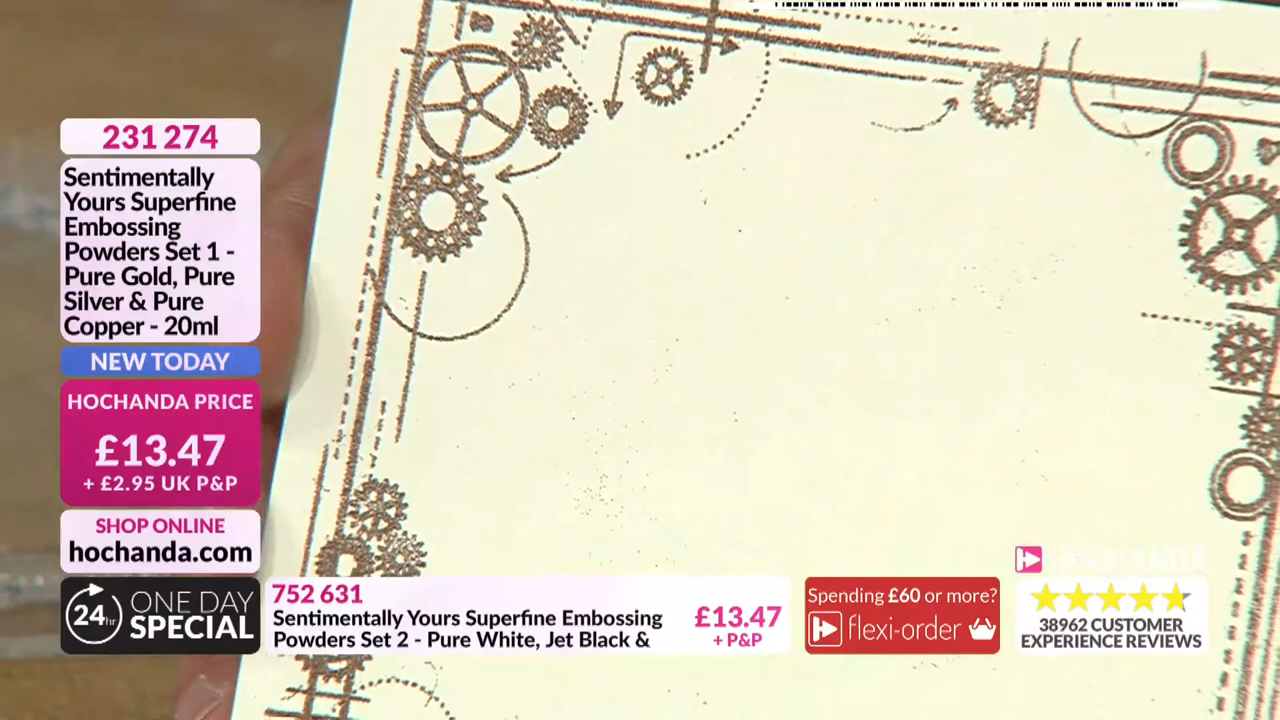 231 274
Sentimentally
Yours Superfine
Embossing
Powders Set 1 -
Pure Gold, Pure
Silver & Pure
Copper - 20ml
NEW TODAY
HOCHANDA PRICE
£13.47
+ £2.95 UK P&P
SHOP ONLINE
hochanda.com
24hr
ONE DAY
SPECIAL
752 631
Sentimentally Yours Superfine Embossing
Powders Set 2 - Pure White, Jet Black &
£13.47
+ P&P
Spending £60 or more?
flexi-order
HOCHANDA
38962 CUSTOMER
EXPERIENCE REVIEWS